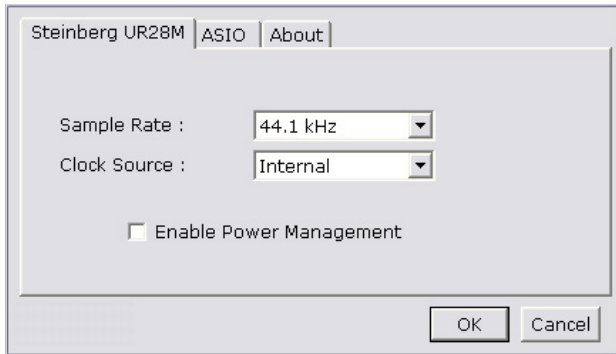 Steinberg UR28M ASIO About
Sample Rate : 44.1 kHz
Clock Source : Internal
Enable Power Management
OK Cancel